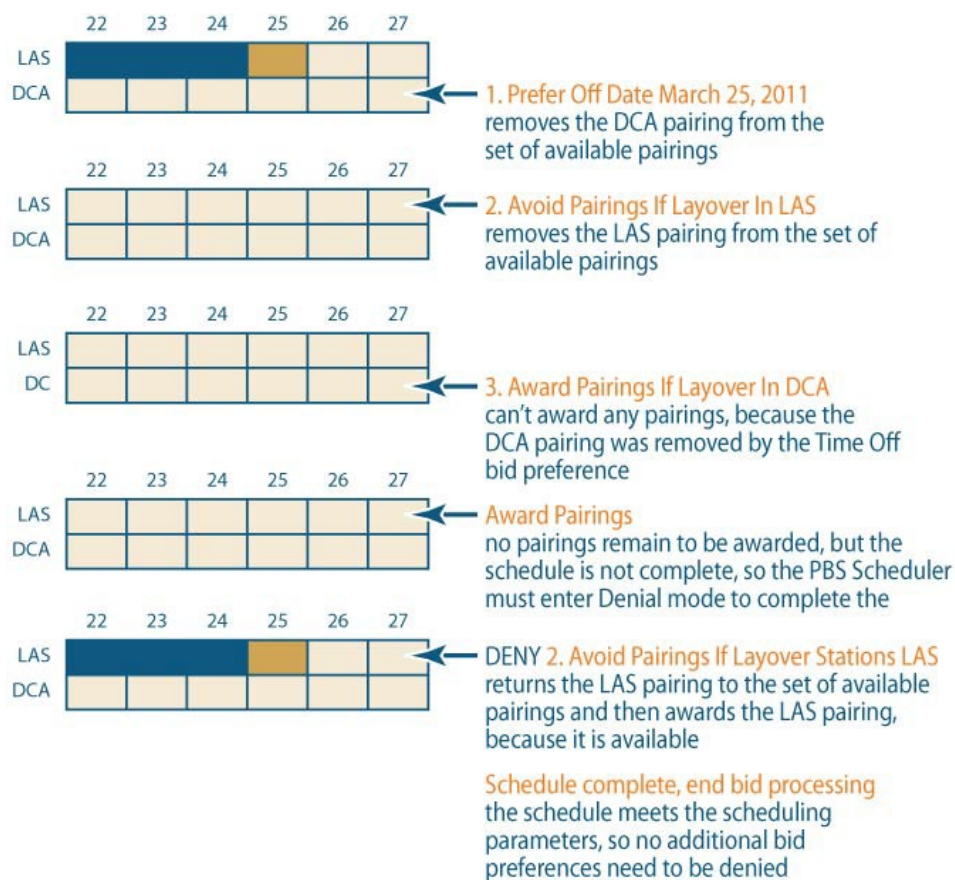 22 23 24 25 26 27
LAS
DCA
1. Prefer Off Date March 25, 2011
removes the DCA pairing from the
set of available pairings
22 23 24 25 26 27
LAS
DCA
2. Avoid Pairings If Layover In LAS
removes the LAS pairing from the set of
available pairings
22 23 24 25 26 27
LAS
DC
3. Award Pairings If Layover In DCA
can't award any pairings, because the
DCA pairing was removed by the Time Off
bid preference
22 23 24 25 26 27
LAS
DCA
Award Pairings
no pairings remain to be awarded, but the
schedule is not complete, so the PBS Scheduler
must enter Denial mode to complete the
22 23 24 25 26 27
LAS
DCA
DENY 2. Avoid Pairings If Layover Stations LAS
returns the LAS pairing to the set of available
pairings and then awards the LAS pairing,
because it is available
Schedule complete, end bid processing
the schedule meets the scheduling
parameters, so no additional bid
preferences need to be denied